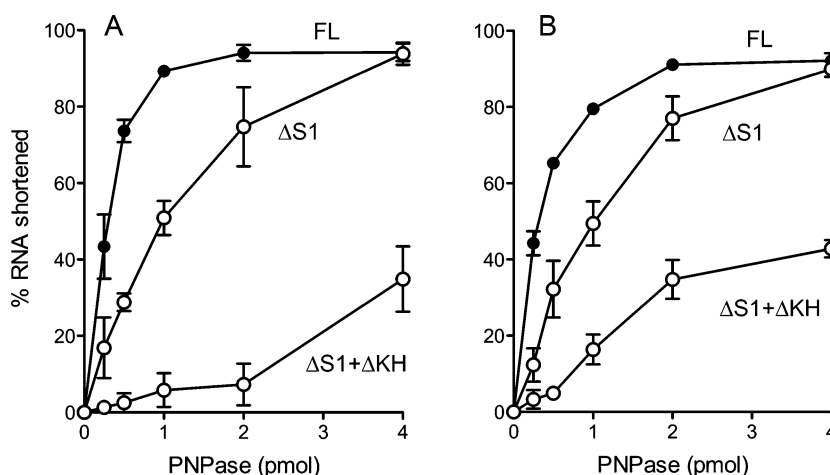 A
B
100
80
60
40
20
0
% RNA shortened
FL
ΔS1
ΔS1+ΔKH
0 1 2 3 4
PNPase (pmol)
100
80
60
40
20
0
FL
ΔS1
ΔS1+ΔKH
0 1 2 3 4
PNPase (pmol)